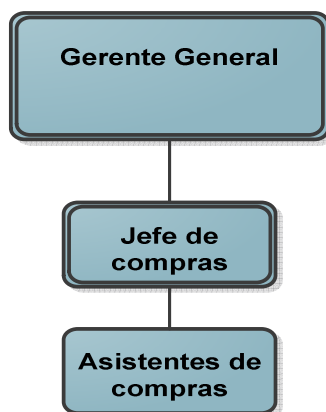 Gerente General
Jefe de
compras
Asistentes de
compras